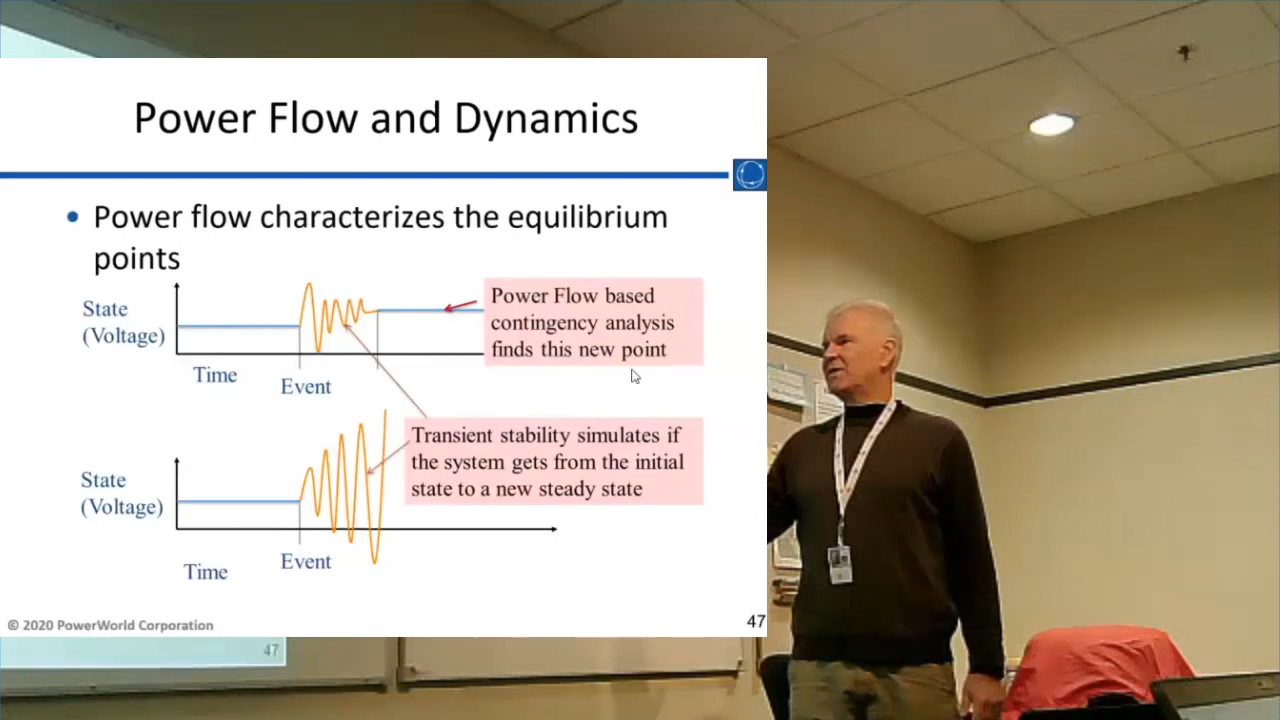 Power Flow and Dynamics
• Power flow characterizes the equilibrium
points
State
(Voltage)
Time
Event
Power Flow based
contingency analysis
finds this new point
Transient stability simulates if
the system gets from the initial
state to a new steady state
State
(Voltage)
Time
Event
© 2020 PowerWorld Corporation
47
47